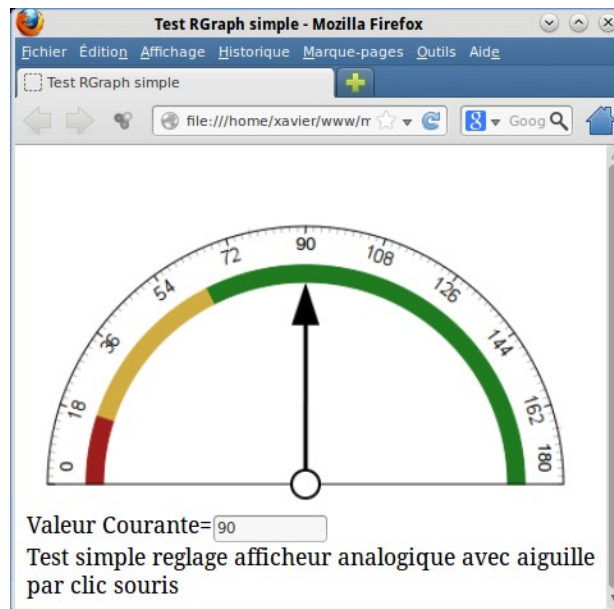 Test RGraph simple - Mozilla Firefox
Fichier Édition Affichage Historique Marque-pages Outils Aide
Test RGraph simple
file:///home/xavier/www/m
8 Goog
0
18
36
54
72
90
108
126
144
162
180
Valeur Courante= 90
Test simple reglage afficheur analogique avec aiguille
par clic souris